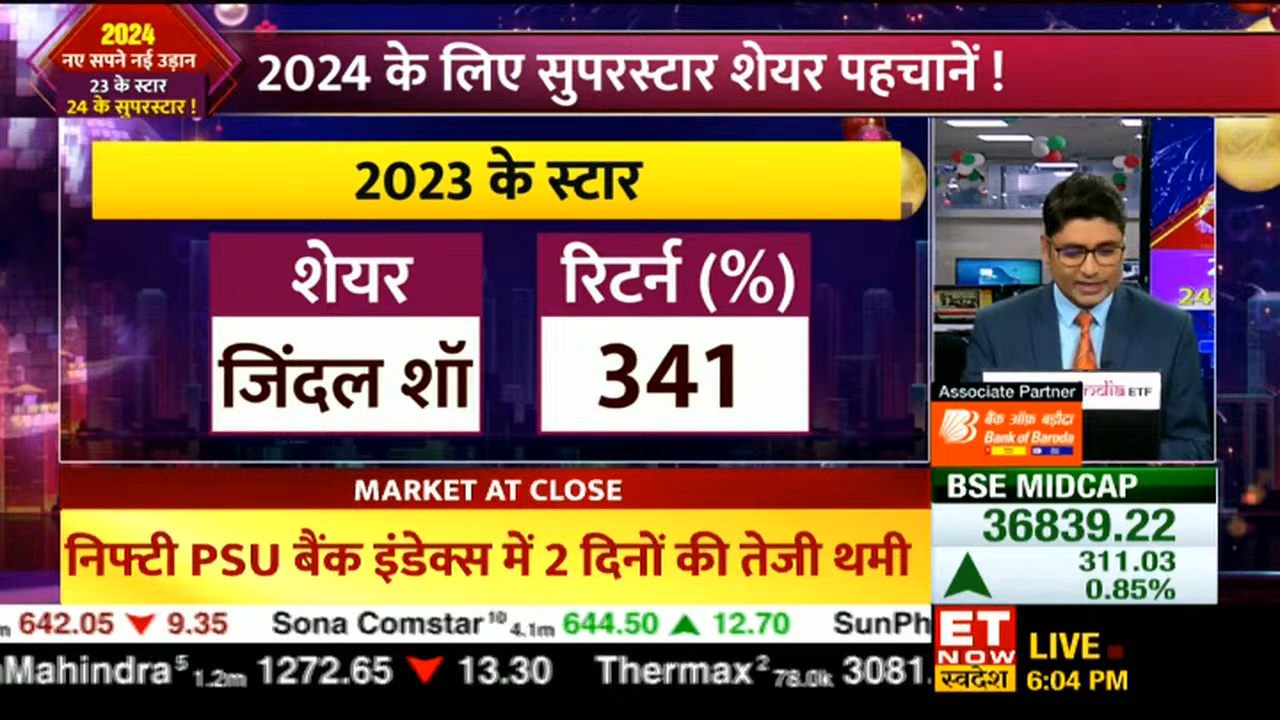 2024
नए सपने नई उड़ान
23 के स्टार
24 के सुपरस्टार !
2024 के लिए सुपरस्टार शेयर पहचानें !
2023 के स्टार
शेयर
रिटर्न (%)
जिंदल शॉ
341
24
Associate Partner
India ETF
बैंक ऑफ़ बड़ौदा
Bank of Baroda
MARKET AT CLOSE
निफ्टी PSU बैंक इंडेक्स में 2 दिनों की तेजी थमी
BSE MIDCAP
36839.22
311.03
0.85%
642.05 ▼ 9.35 Sona Comstar 10 4.1m 644.50 ▲ 12.70 SunPh
Mahindra 5 1.2m 1272.65 ▼ 13.30 Thermax 2 78.0k 3081.
ET
NOW
स्वदेश
LIVE
6:04 PM